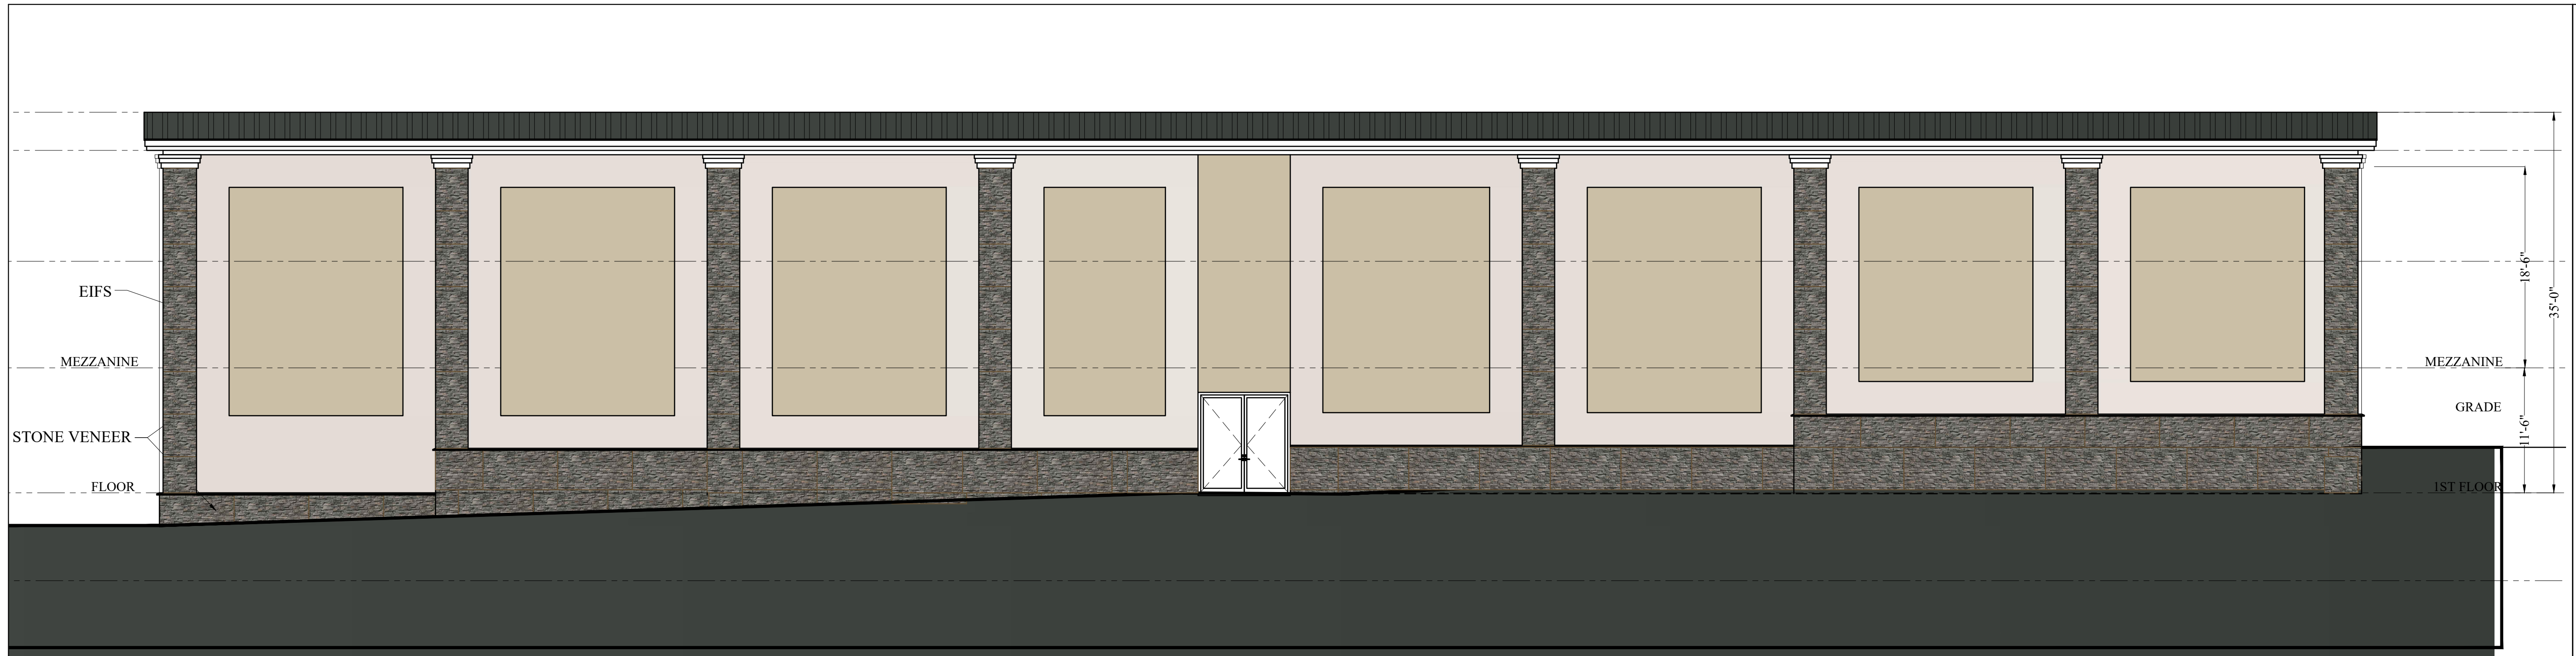 EIFS
MEZZANINE
STONE VENEER
FLOOR
18'-6"
35'-0"
MEZZANINE
GRADE
11'-6"
1ST FLOOR